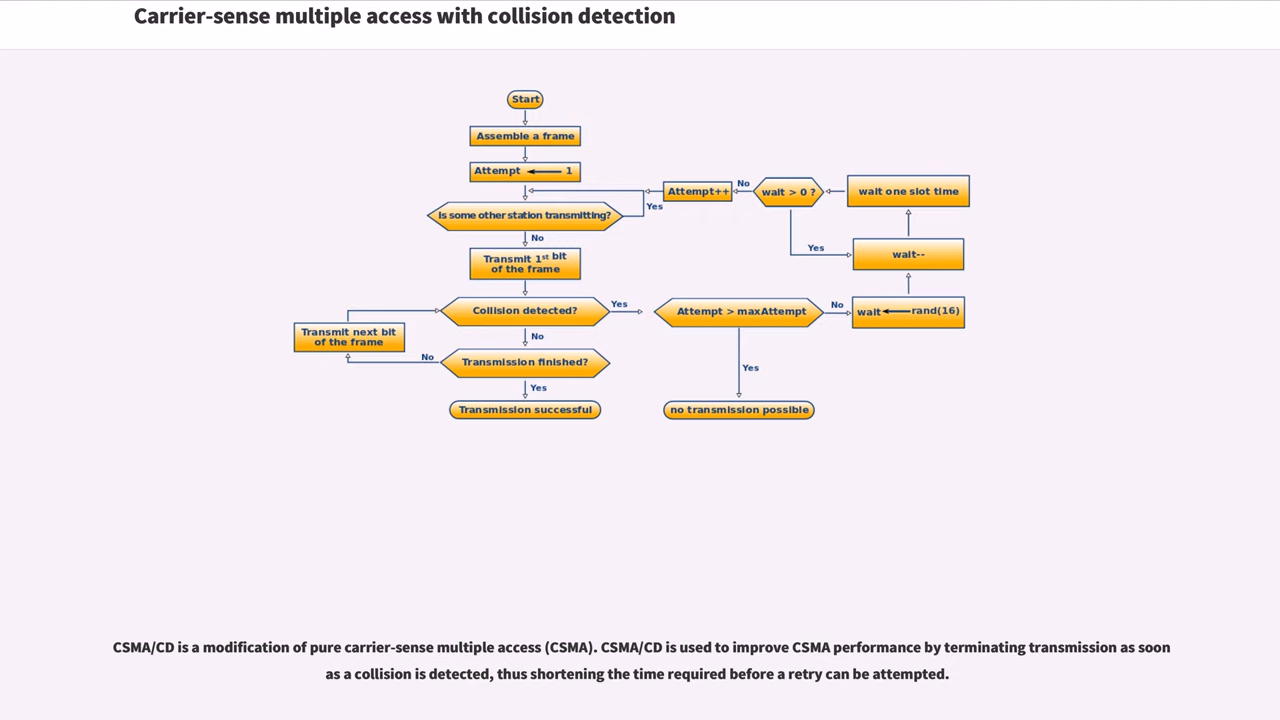 Carrier-sense multiple access with collision detection
Start
Assemble a frame
Attempt ← 1
Is some other station transmitting?
Yes
Attempt++
No
wait > 0 ?
wait one slot time
No
Yes
wait--
Transmit 1st bit
of the frame
Collision detected?
Yes
Attempt > maxAttempt
No
wait ← rand(16)
Transmit next bit
of the frame
No
No
Transmission finished?
Yes
Yes
Transmission successful
no transmission possible
CSMA/CD is a modification of pure carrier-sense multiple access (CSMA). CSMA/CD is used to improve CSMA performance by terminating transmission as soon
as a collision is detected, thus shortening the time required before a retry can be attempted.